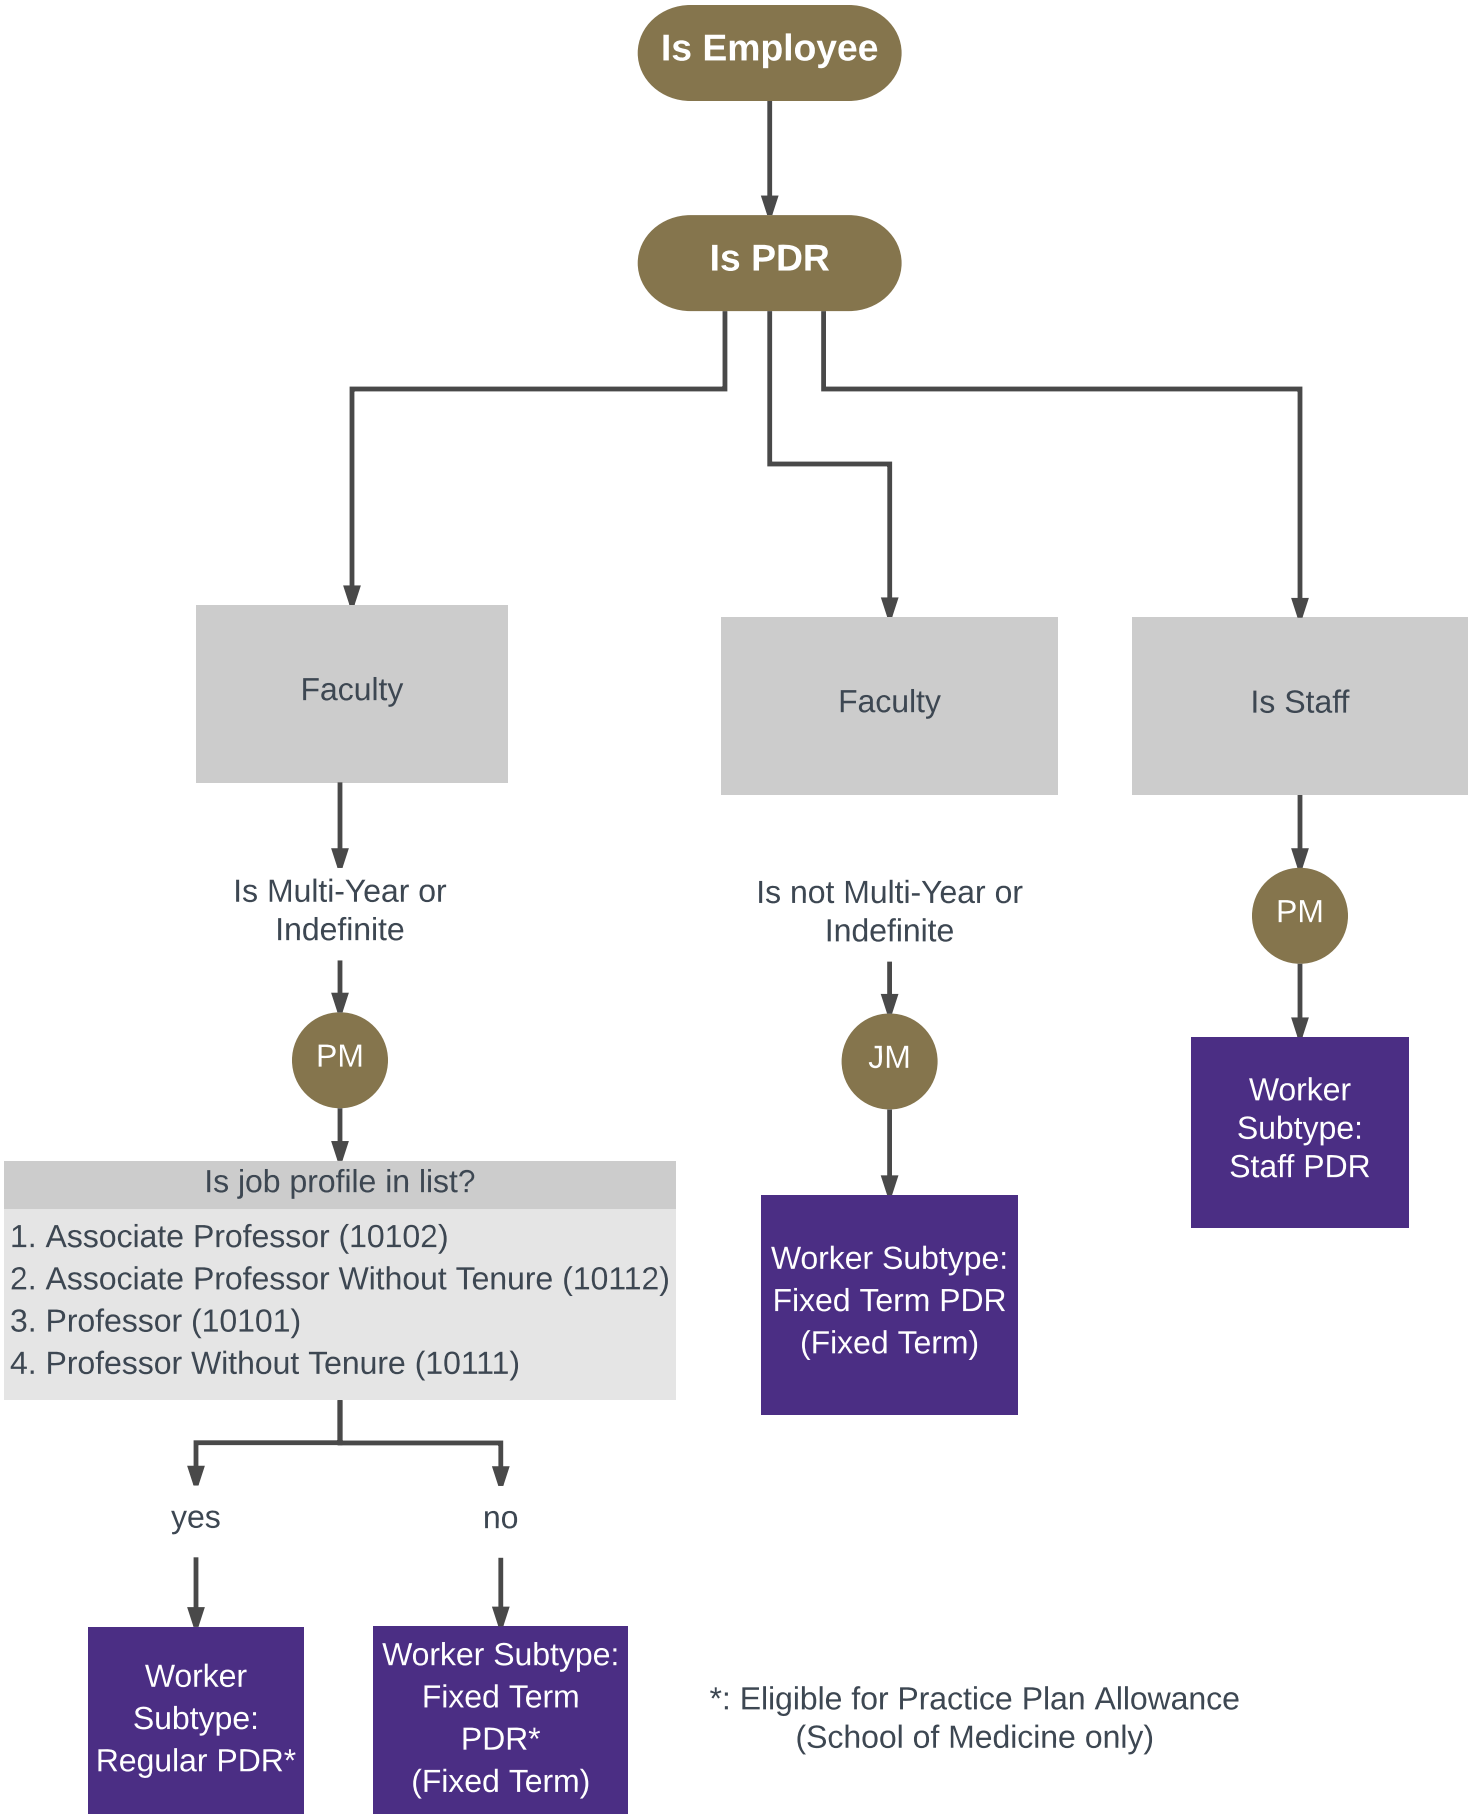 Is Employee
Is PDR
Faculty
Faculty
Is Staff
Is Multi-Year or
Indefinite
Is not Multi-Year or
Indefinite
PM
PM
JM
Worker
Subtype:
Staff PDR
Is job profile in list?
1. Associate Professor (10102)
2. Associate Professor Without Tenure (10112)
3. Professor (10101)
4. Professor Without Tenure (10111)
Worker Subtype:
Fixed Term PDR
(Fixed Term)
yes
no
Worker
Subtype:
Regular PDR*
Worker Subtype:
Fixed Term
PDR*
(Fixed Term)
*: Eligible for Practice Plan Allowance
(School of Medicine only)